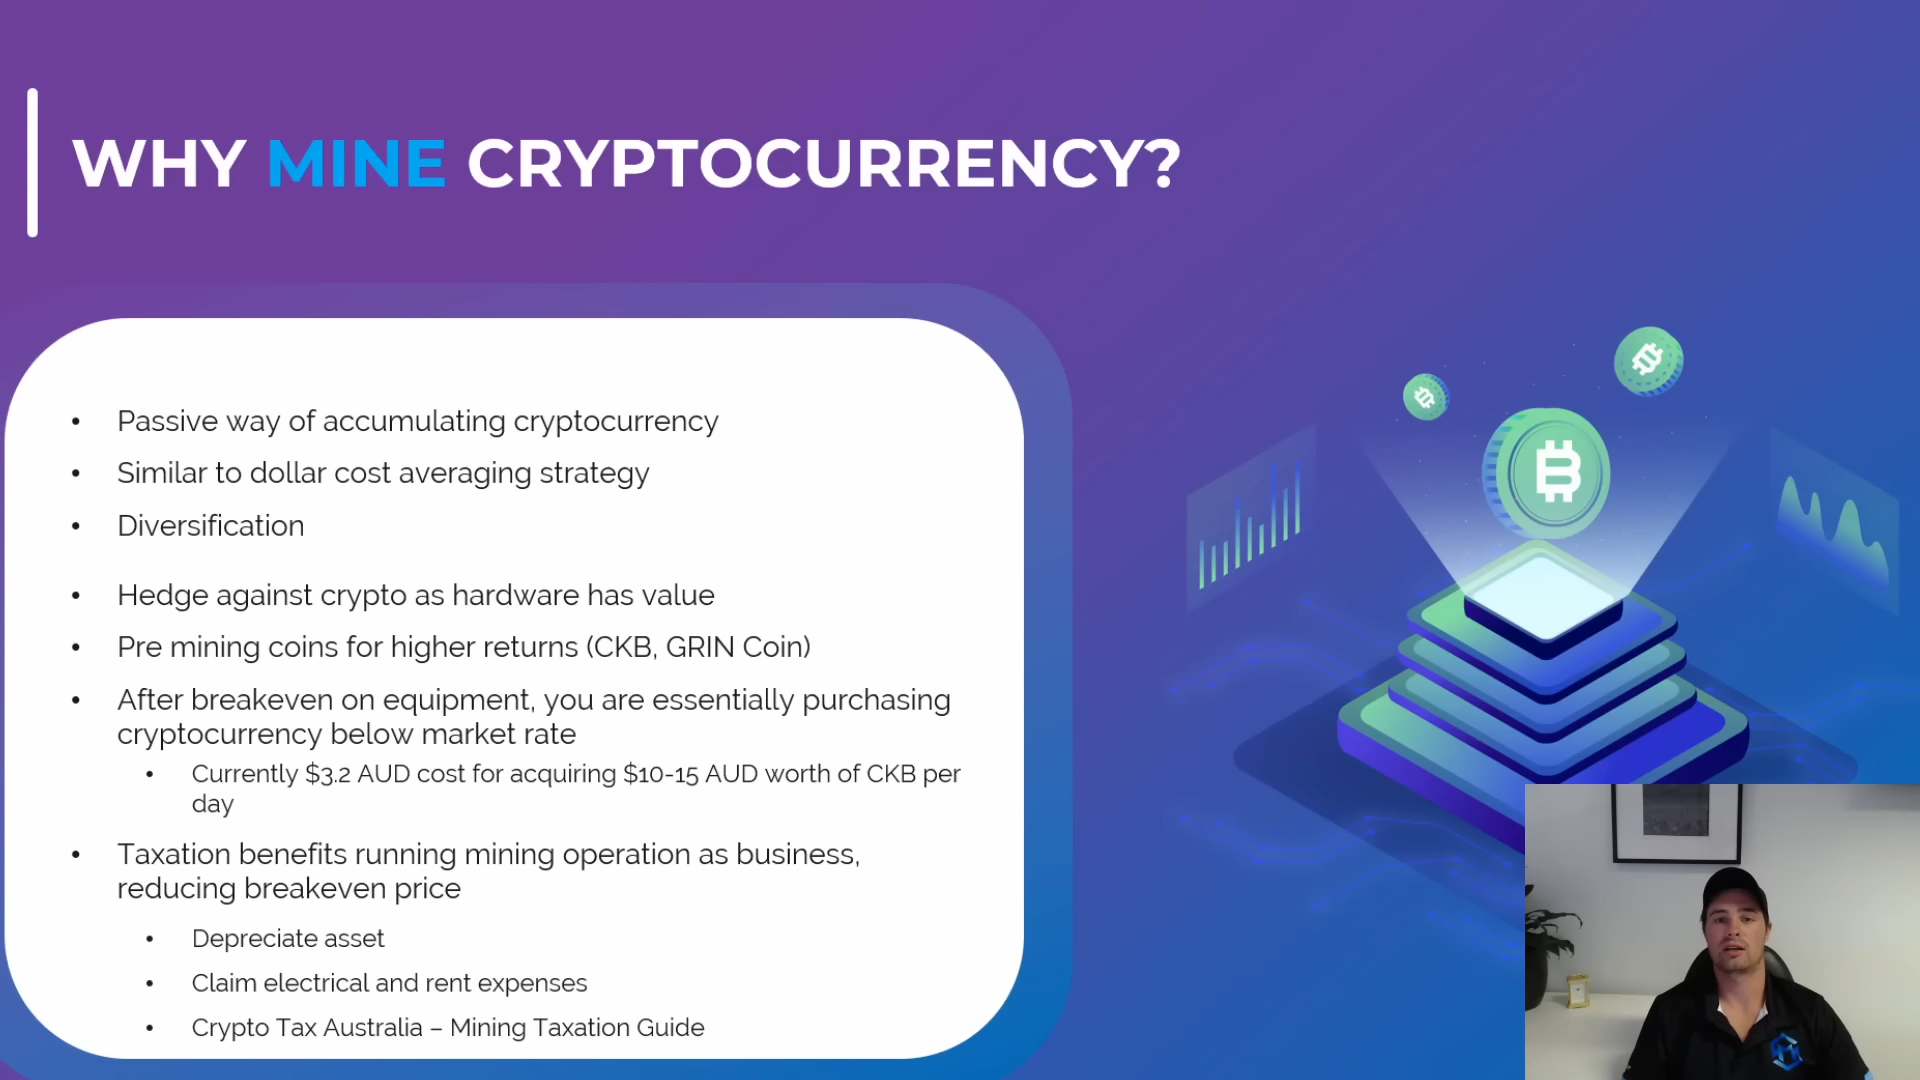 WHY MINE CRYPTOCURRENCY?
• Passive way of accumulating cryptocurrency
• Similar to dollar cost averaging strategy
• Diversification
• Hedge against crypto as hardware has value
• Pre mining coins for higher returns (CKB, GRIN Coin)
• After breakeven on equipment, you are essentially purchasing
cryptocurrency below market rate
• Currently $3.2 AUD cost for acquiring $10-15 AUD worth of CKB per
day
• Taxation benefits running mining operation as business,
reducing breakeven price
• Depreciate asset
• Claim electrical and rent expenses
• Crypto Tax Australia – Mining Taxation Guide